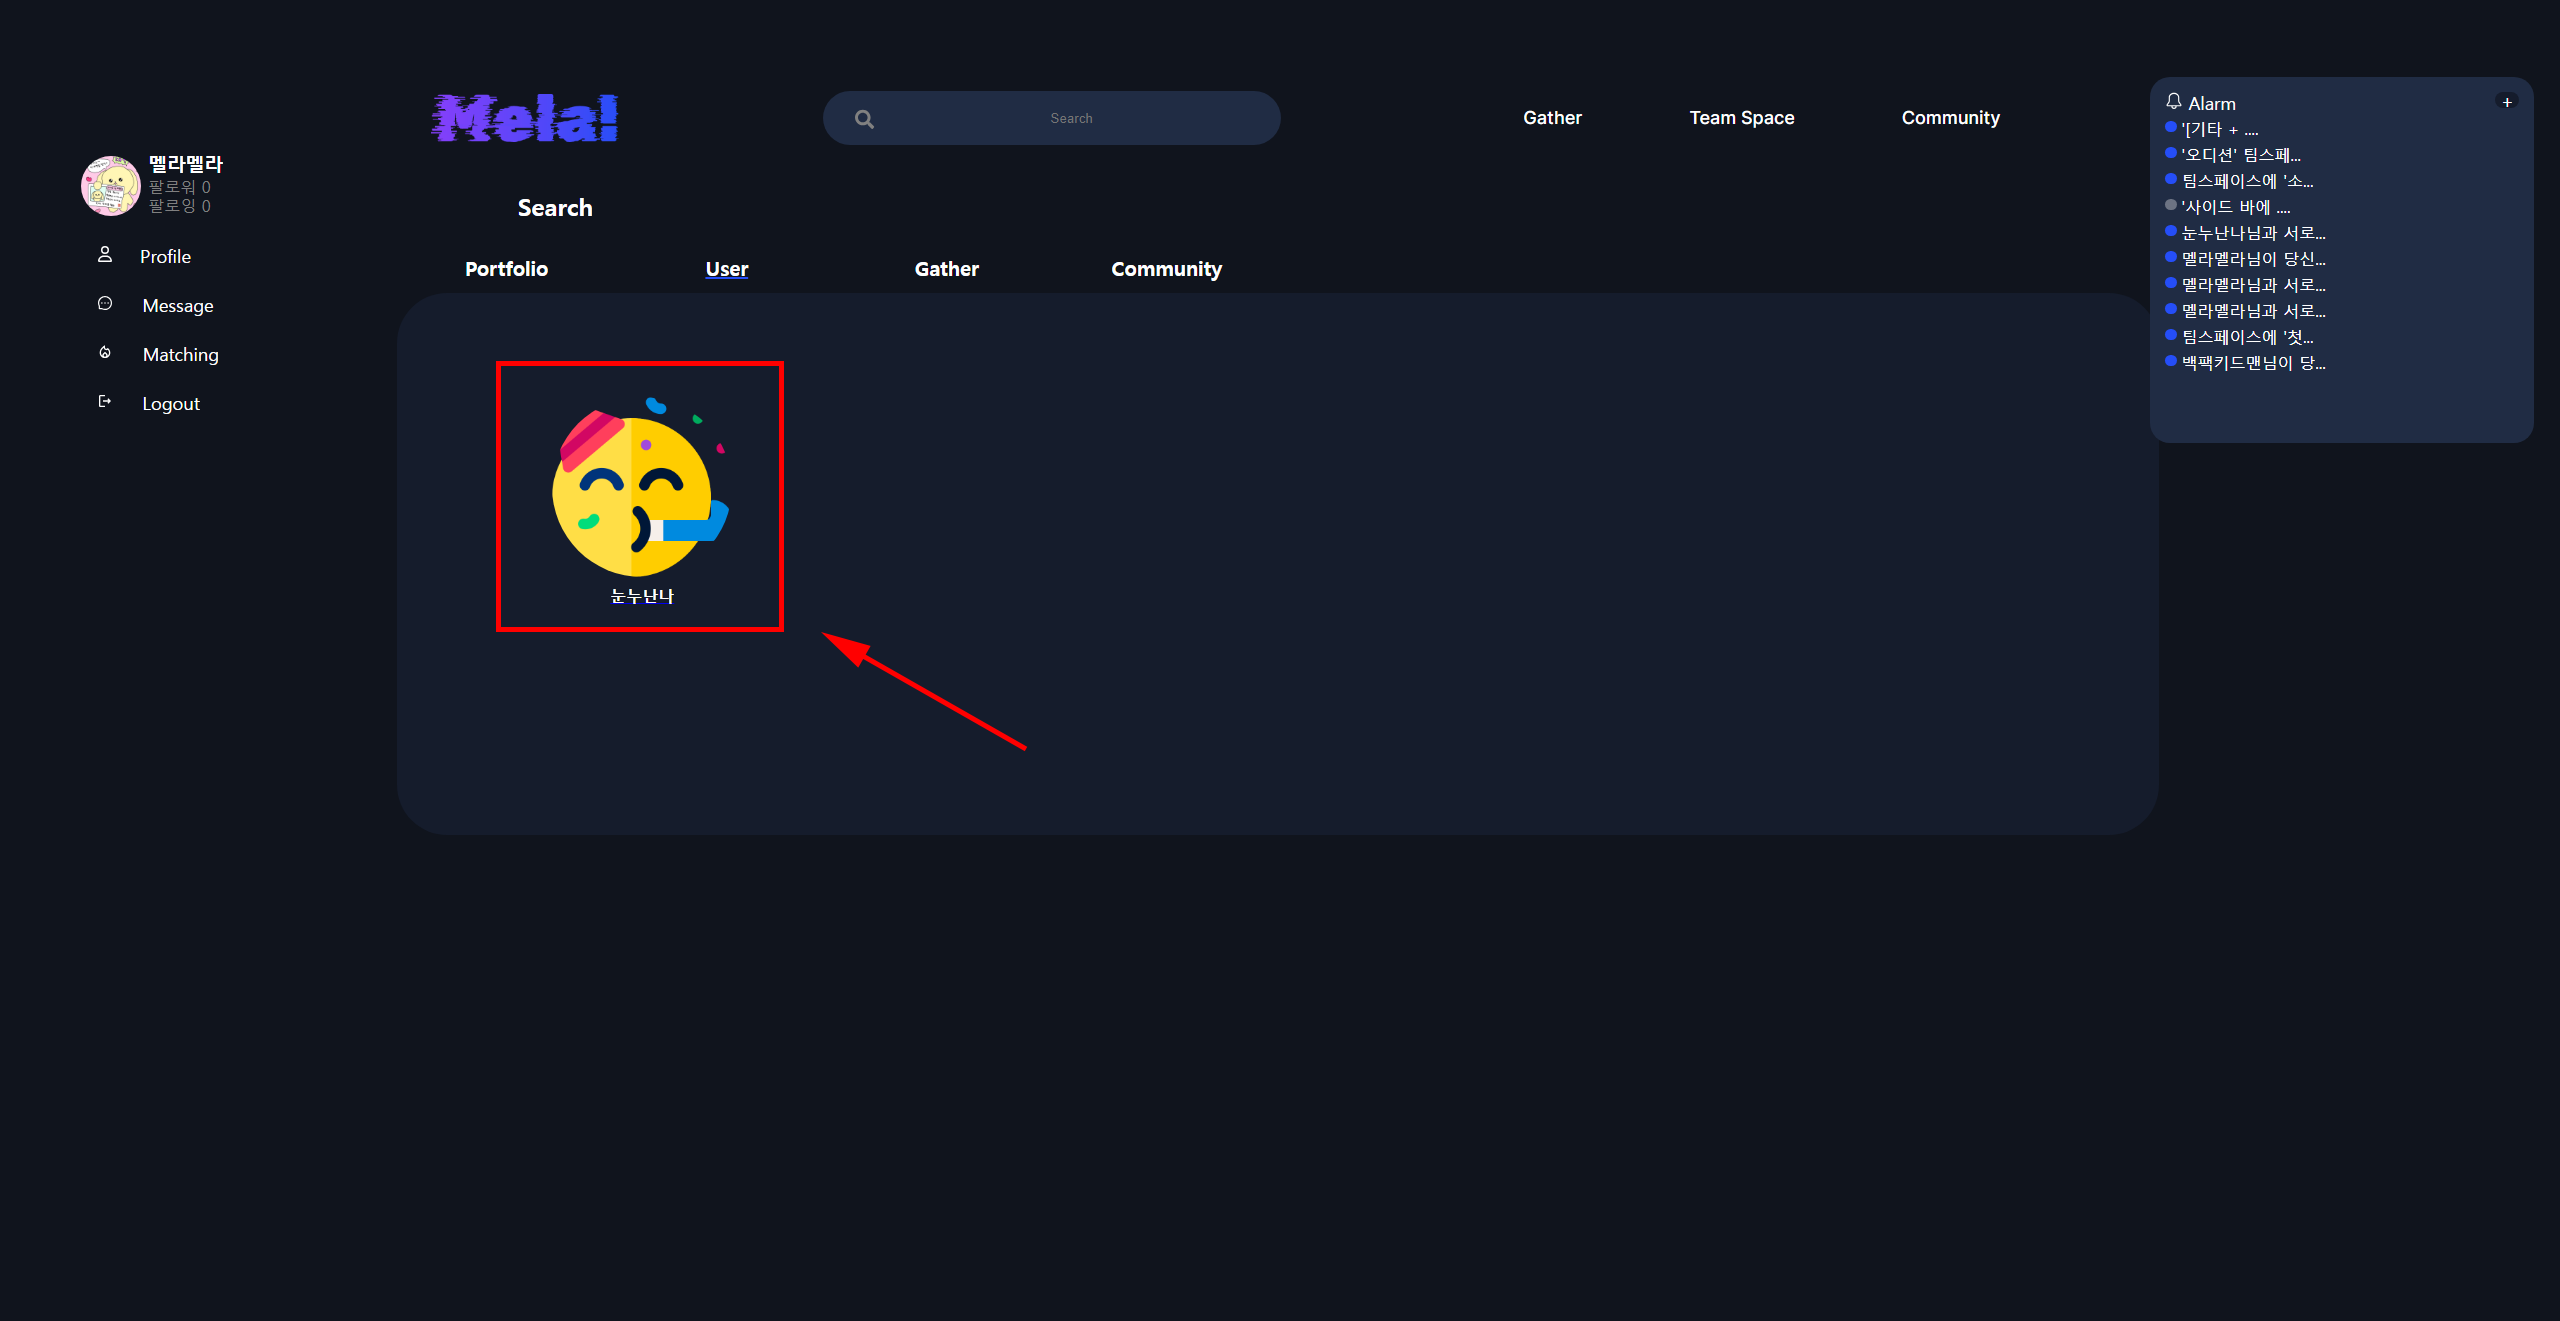 Mela!
Search
Gather
Team Space
Community
멜라멜라
팔로워 0
팔로잉 0
Profile
Message
Matching
Logout
Search
Portfolio
User
Gather
Community
눈누난나
Alarm
+
'[기타 + ....
'오디션' 팀스페...
팀스페이스에 '소...
'사이드 바에 ....
눈누난나님과 서로...
멜라멜라님이 당신...
멜라멜라님과 서로...
멜라멜라님과 서로...
팀스페이스에 '첫...
백팩키드맨님이 당...